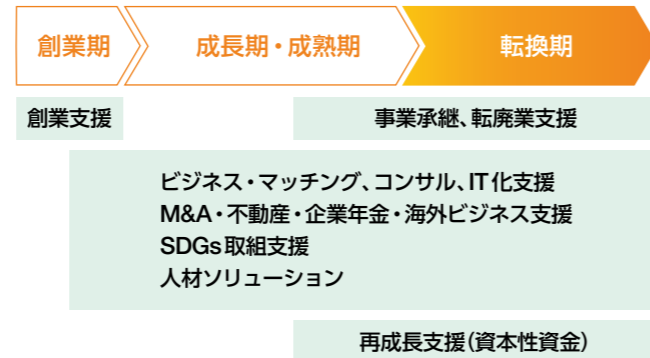 創業期
成長期・成熟期
転換期
創業支援
事業承継、転廃業支援
ビジネス・マッチング、コンサル、IT化支援
M&A・不動産・企業年金・海外ビジネス支援
SDGs取組支援
人材ソリューション
再成長支援（資本性資金）